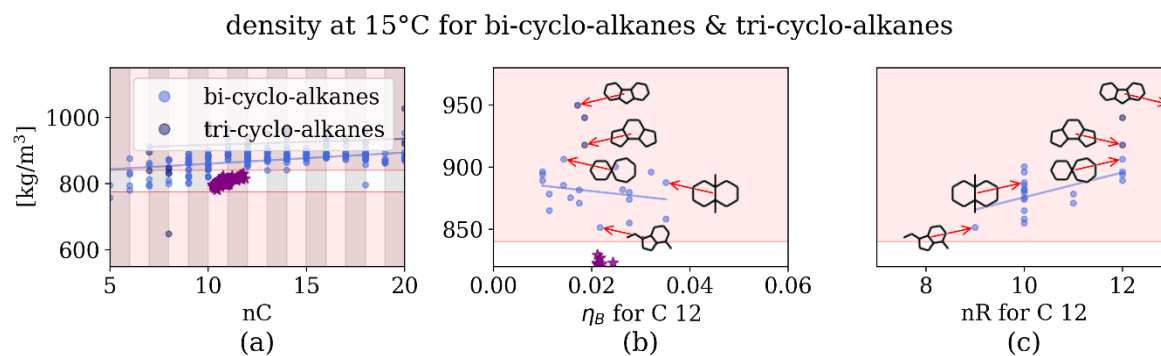 density at 15°C for bi-cyclo-alkanes & tri-cyclo-alkanes
[kg/m³]
1000
800
600
bi-cyclo-alkanes
tri-cyclo-alkanes
5 10 15 20
nC
(a)
950
900
850
0.00 0.02 0.04 0.06
η_B for C 12
(b)
8 10 12
nR for C 12
(c)